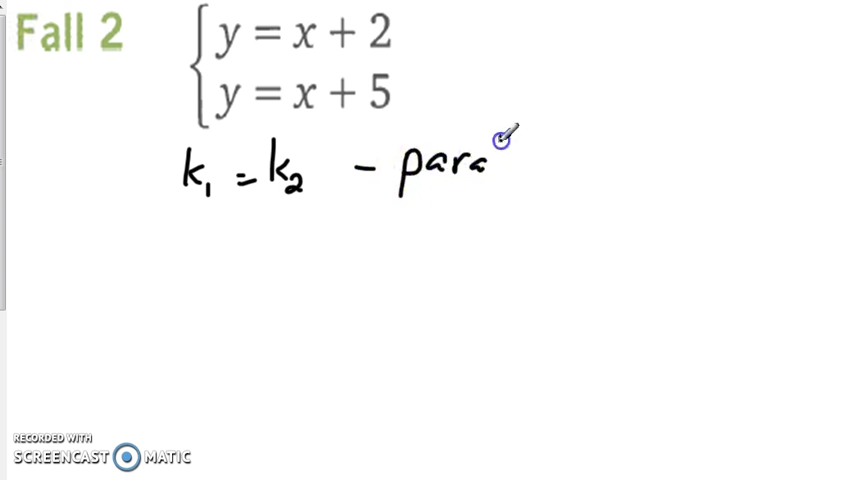 Fall 2
y = x + 2
y = x + 5
k₁ = k₂ - para
RECORDED WITH
SCREENCAST MATIC